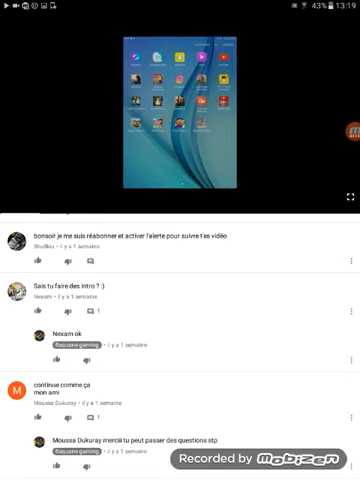 43% 13:19
bonsoir je me suis réabonner et activer l'alerte pour suivre t'es vidéo
• il y a 1 semaine
Sais tu faire des intro ? :)
Nexam • il y a 1 semaine
1
Nexam ok
Raquane gaming • il y a 1 semaine
M
continue comme ça
mon ami
Moussa Dukuray • il y a 1 semaine
1
Moussa Dukuray merciii tu peut passer des questions stp
Raquane gaming • il y a 1 semaine
Recorded by Mobizen